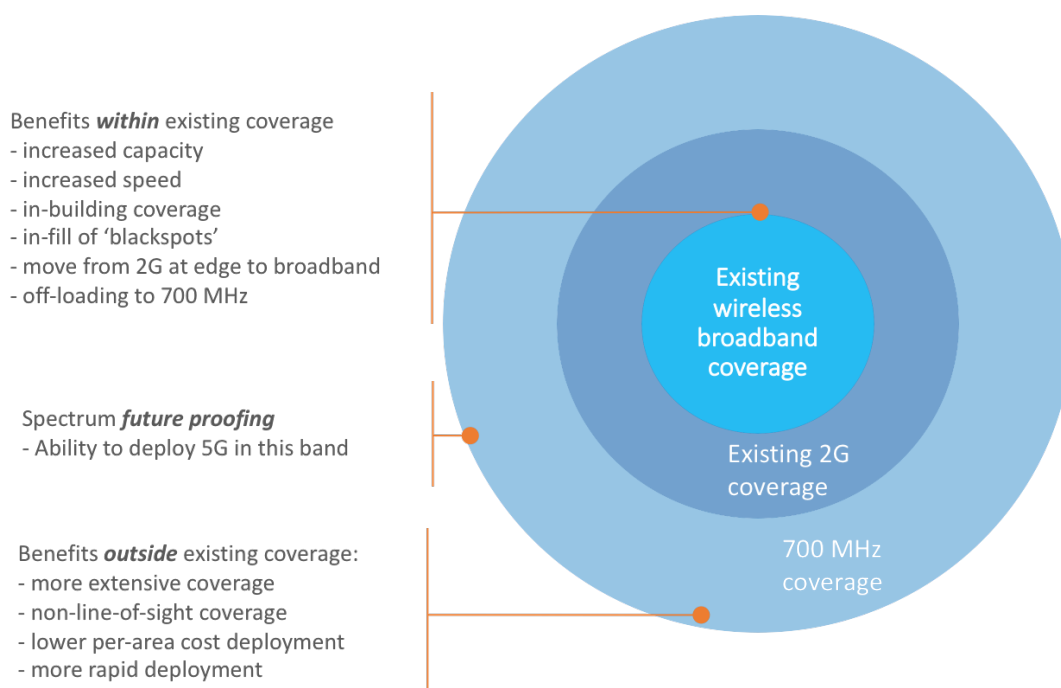 Benefits within existing coverage
- increased capacity
- increased speed
- in-building coverage
- in-fill of ‘blackspots’
- move from 2G at edge to broadband
- off-loading to 700 MHz
Spectrum future proofing
- Ability to deploy 5G in this band
Benefits outside existing coverage:
- more extensive coverage
- non-line-of-sight coverage
- lower per-area cost deployment
- more rapid deployment
Existing
wireless
broadband
coverage
Existing 2G
coverage
700 MHz
coverage